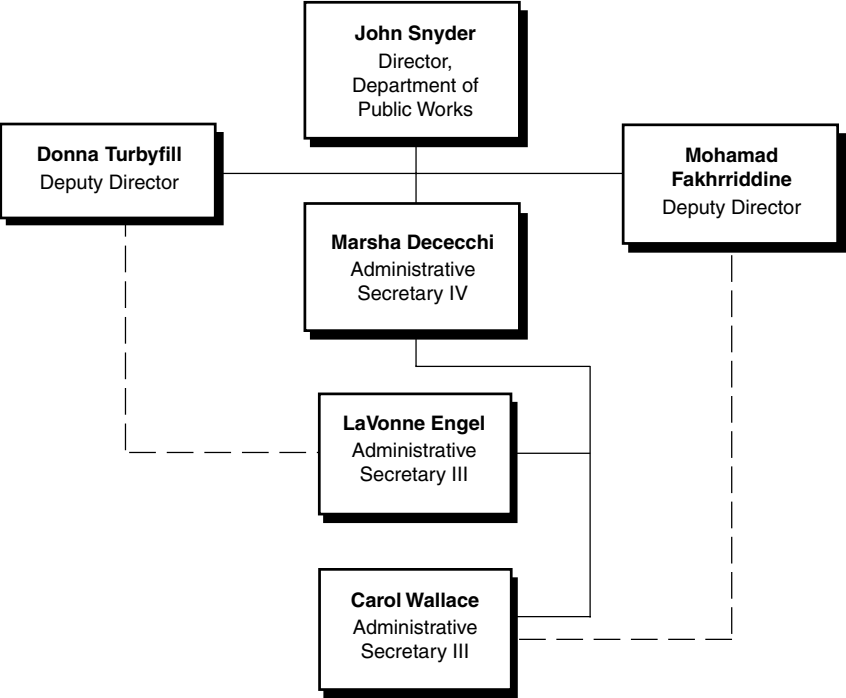 John Snyder
Director,
Department of
Public Works
Donna Turbyfill
Deputy Director
Mohamad
Fakhrriddine
Deputy Director
Marsha Dececchi
Administrative
Secretary IV
LaVonne Engel
Administrative
Secretary III
Carol Wallace
Administrative
Secretary III